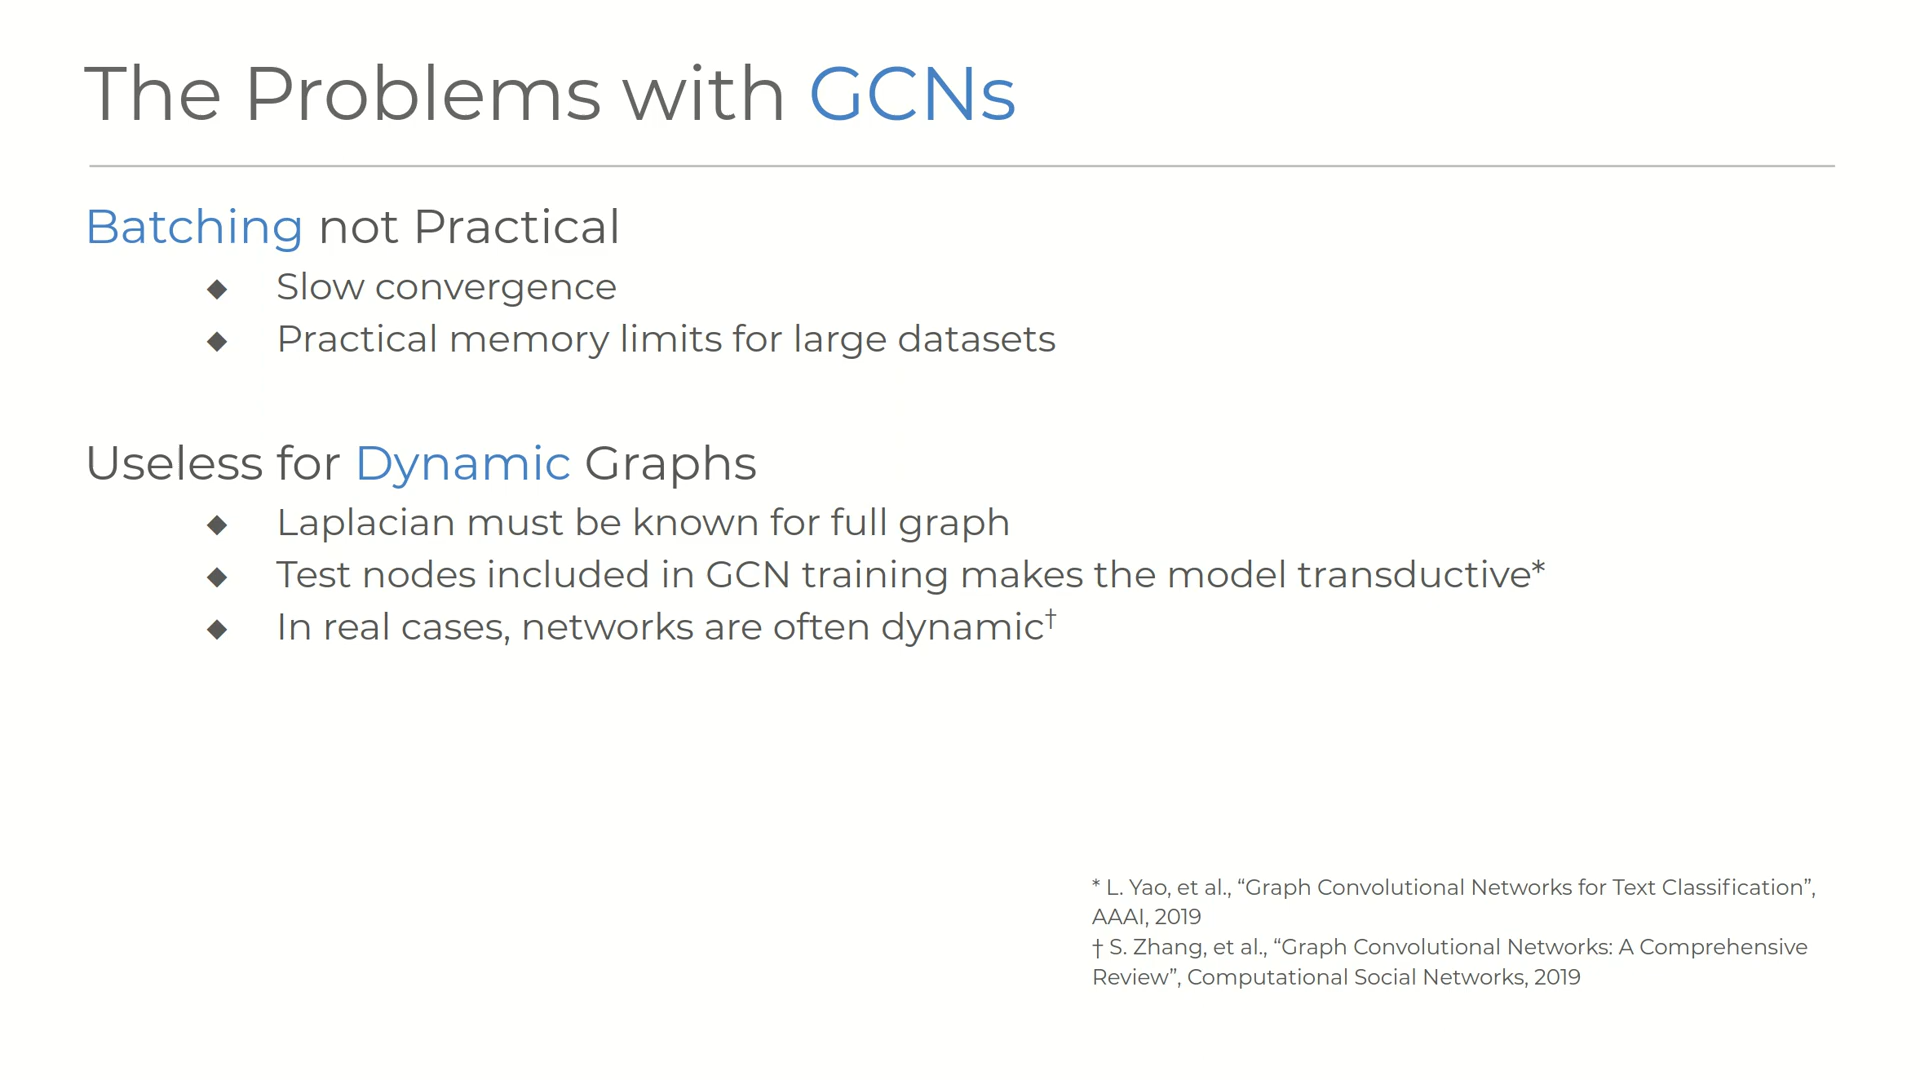 The Problems with GCNs
Batching not Practical
◆ Slow convergence
◆ Practical memory limits for large datasets
Useless for Dynamic Graphs
◆ Laplacian must be known for full graph
◆ Test nodes included in GCN training makes the model transductive*
◆ In real cases, networks are often dynamic†
* L. Yao, et al., “Graph Convolutional Networks for Text Classification”,
AAAI, 2019
† S. Zhang, et al., “Graph Convolutional Networks: A Comprehensive
Review”, Computational Social Networks, 2019